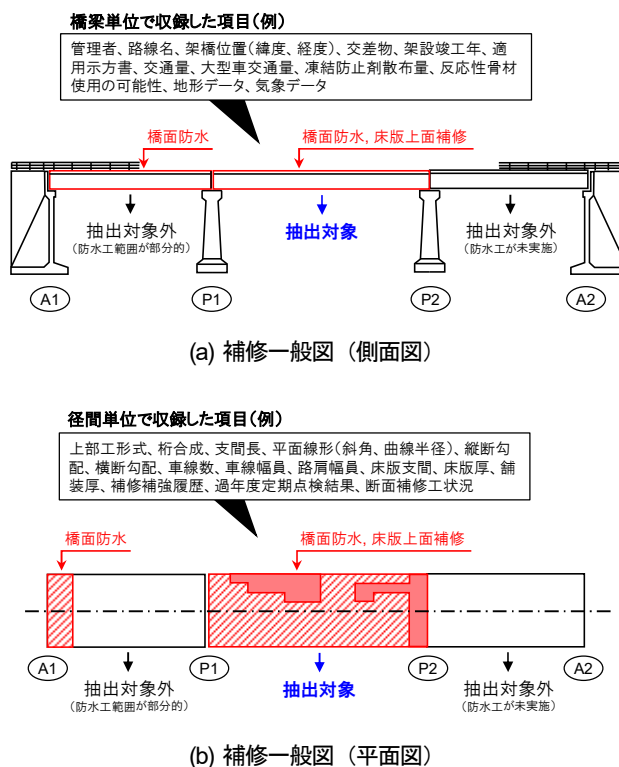 橋梁単位で収録した項目(例)
管理者、路線名、架橋位置(緯度、経度)、交差物、架設竣工年、適
用示方書、交通量、大型車交通量、凍結防止剤散布量、反応性骨材
使用の可能性、地形データ、気象データ
橋面防水
橋面防水, 床版上面補修
抽出対象外
(防水工範囲が部分的)
抽出対象
抽出対象外
(防水工が未実施)
A1
P1
P2
A2
(a) 補修一般図（側面図）
径間単位で収録した項目(例)
上部工形式、桁合成、支間長、平面線形(斜角、曲線半径)、縦断勾
配、横断勾配、車線数、車線幅員、路肩幅員、床版支間、床版厚、舗
装厚、補修補強履歴、過年度定期点検結果、断面補修工状況
橋面防水
橋面防水, 床版上面補修
A1
抽出対象外
(防水工範囲が部分的)
P1
抽出対象
P2
抽出対象外
(防水工が未実施)
A2
(b) 補修一般図（平面図）